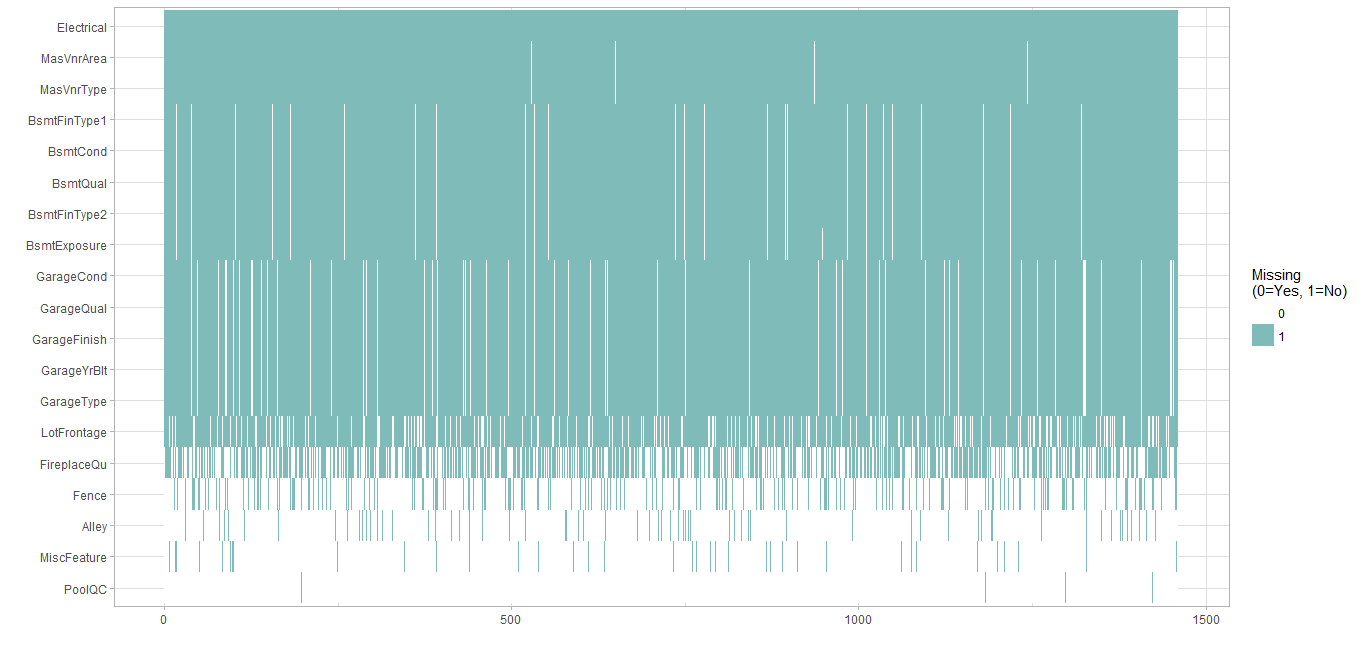 Electrical
MasVnrArea
MasVnrType
BsmtFinType1
BsmtCond
BsmtQual
BsmtFinType2
BsmtExposure
GarageCond
GarageQual
GarageFinish
GarageYrBlt
GarageType
LotFrontage
FireplaceQu
Fence
Alley
MiscFeature
PoolQC
0
500
1000
1500
Missing
(0=Yes, 1=No)
0
1